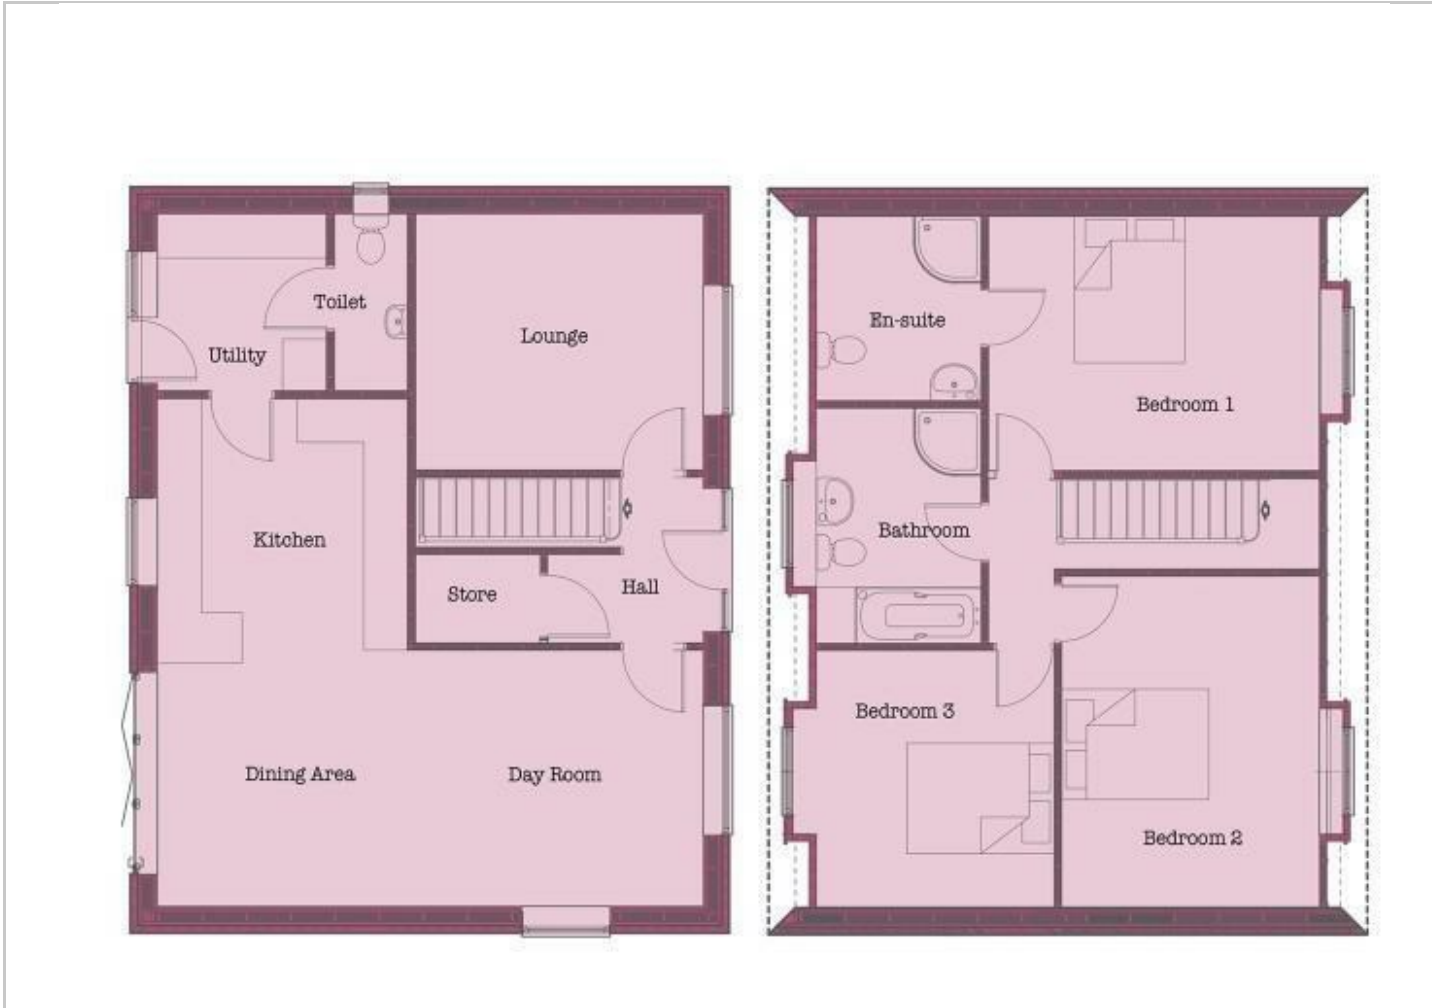 Toilet
Utility
Lounge
Kitchen
Store
Hall
Dining Area
Day Room
En-suite
Bedroom 1
Bathroom
Bedroom 3
Bedroom 2